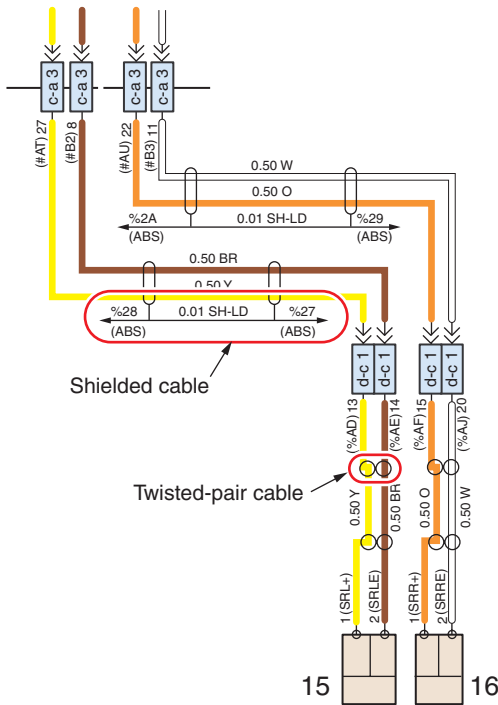 c-a 3
c-a 3
c-a 3
c-a 3
(#AT) 27
(#B2) 8
(#AU) 22
(#B3) 11
0.50 W
0.50 O
%2A
0.01 SH-LD
%29
(ABS)
(ABS)
0.50 BR
0.50 Y
%28
0.01 SH-LD
%27
(ABS)
(ABS)
Shielded cable
d-c 1
d-c 1
d-c 1
d-c 1
(%AD) 13
(%AE) 14
(%AF) 15
(%AJ) 20
Twisted-pair cable
0.50 Y
0.50 BR
0.50 O
0.50 W
1 (SRL+)
2 (SRLE)
1 (SRR+)
2 (SRRE)
15
16